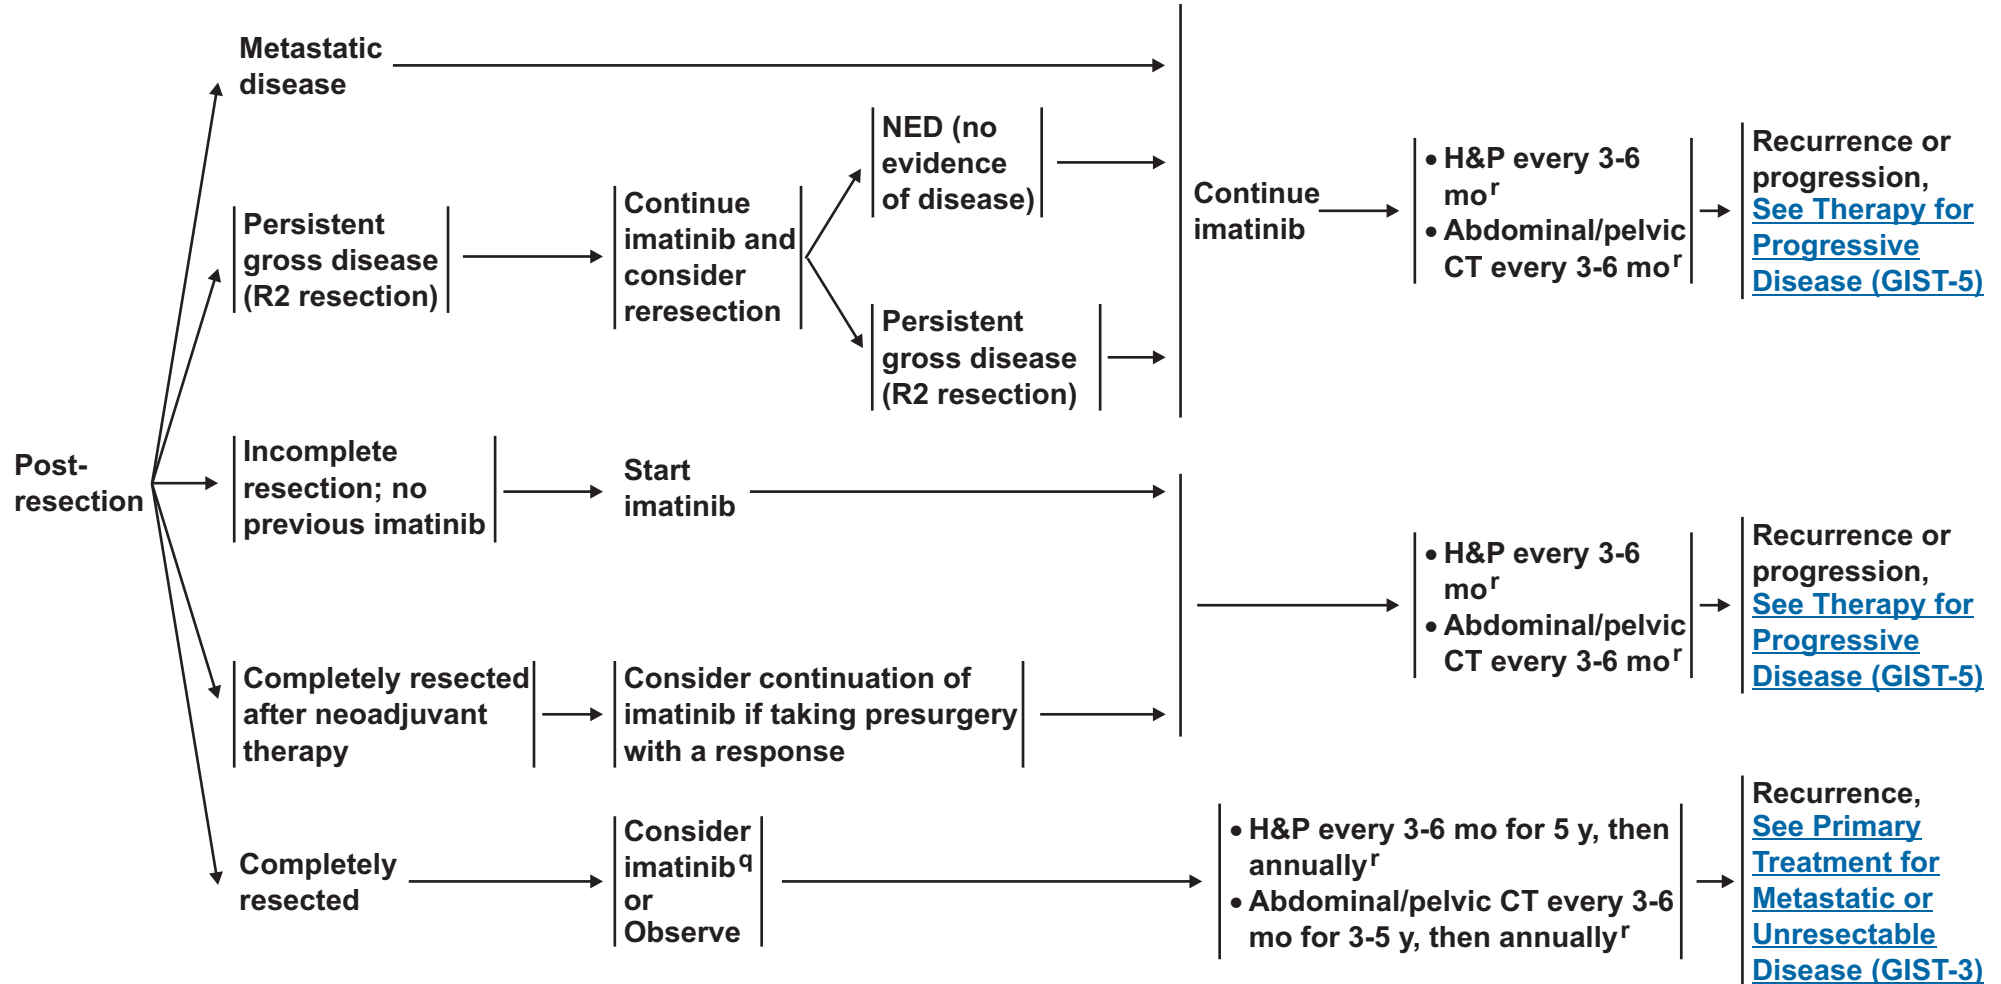 Metastatic
disease
NED (no
evidence
of disease)
Persistent
gross disease
(R2 resection)
Continue
imatinib and
consider
reresection
Persistent
gross disease
(R2 resection)
Continue
imatinib
• H&P every 3-6
mo r
• Abdominal/pelvic
CT every 3-6 mo r
Recurrence or
progression,
See Therapy for
Progressive
Disease (GIST-5)
Post-
resection
Incomplete
resection; no
previous imatinib
Start
imatinib
Completely resected
after neoadjuvant
therapy
Consider continuation of
imatinib if taking presurgery
with a response
• H&P every 3-6
mo r
• Abdominal/pelvic
CT every 3-6 mo r
Recurrence or
progression,
See Therapy for
Progressive
Disease (GIST-5)
Completely
resected
Consider
imatinib q
or
Observe
• H&P every 3-6 mo for 5 y, then
annually r
• Abdominal/pelvic CT every 3-6
mo for 3-5 y, then annually r
Recurrence,
See Primary
Treatment for
Metastatic or
Unresectable
Disease (GIST-3)